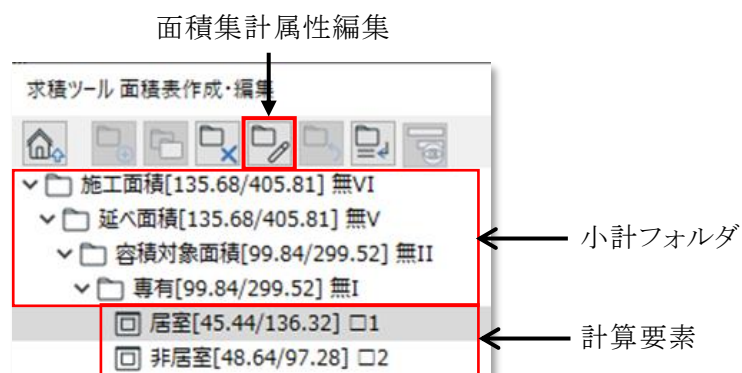 面積集計属性編集
求積ツール 面積表作成・編集
施工面積[135.68/405.81] 無VI
延べ面積[135.68/405.81] 無V
容積対象面積[99.84/299.52] 無II
小計フォルダ
専有[99.84/299.52] 無I
居室[45.44/136.32] □1
計算要素
非居室[48.64/97.28] □2